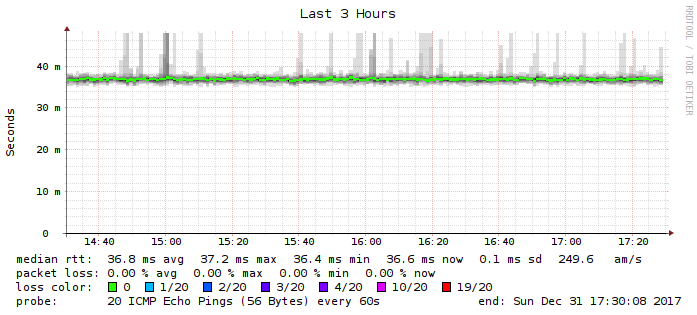 Last 3 Hours
RRDTOOL / TOBI OETIKER
Seconds
40 m
30 m
20 m
10 m
0
14:40 15:00 15:20 15:40 16:00 16:20 16:40 17:00 17:20
median rtt: 36.8 ms avg 37.2 ms max 36.4 ms min 36.6 ms now 0.1 ms sd 249.6 am/s
packet loss: 0.00 % avg 0.00 % max 0.00 % min 0.00 % now
loss color: 0 1/20 2/20 3/20 4/20 10/20 19/20
probe: 20 ICMP Echo Pings (56 Bytes) every 60s end: Sun Dec 31 17:30:08 2017